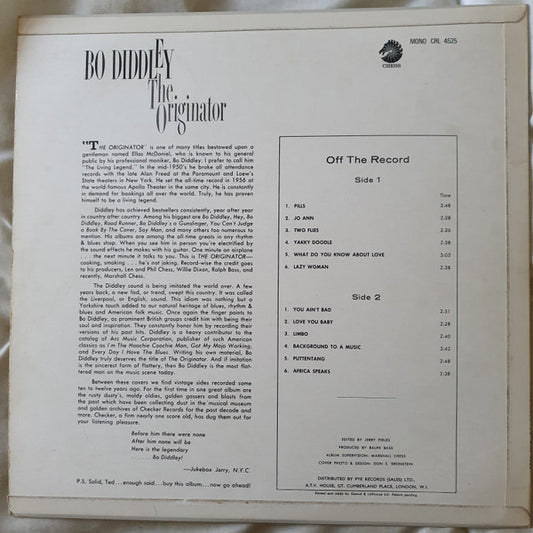 MONO CRL 4525
CHESS
BO DIDDLEY
The
Originator
"THE ORIGINATOR" is one of many titles bestowed upon a
gentleman named Ellas McDaniel, who is known to his general
public by his professional moniker, Bo Diddley. I prefer to call him
"The Living Legend." In the mid-1950's he broke all attendance
records with the late Alan Freed at the Paramount and Loew's
State theaters in New York. He set the all-time record in 1956 at
the world-famous Apollo Theater in the same city. He is constantly
in demand for bookings all over the world. Truly, he has proven
himself to be a living legend.
Diddley has achieved bestsellers consistently, year after year
in country after country. Among his biggest are Bo Diddley, Hey, Bo
Diddley, Road Runner, Bo Diddley's a Gunslinger, You Can't Judge
a Book By The Cover, Say Man, and many others too numerous to
mention. His albums are among the all-time greats in any rhythm
& blues shop. When you see him in person you're electrified by
the sound effects he makes with his guitar. One minute an airplane
. . . the next minute it talks to you. This is THE ORIGINATOR—
cooking, smoking . . . he's not joking. Record-wise the credit goes
to his producers, Len and Phil Chess, Willie Dixon, Ralph Bass, and
recently, Marshall Chess.
The Diddley sound is being imitated the world over. A few
years back, a new fad, or trend, swept this country. It was called
the Liverpool, or English, sound. This idiom was nothing but a
Yorkshire touch added to our natural heritage of blues, rhythm &
blues and American folk music. Once again the finger points to
Bo Diddley, as prominent British groups credit him with being their
soul and inspiration. They constantly honor him by recording their
versions of his past hits. Diddley is a heavy contributor to the
catalog of Arc Music Corporation, publisher of such American
classics as I'm The Hoochie Coochie Man, Got My Mojo Working,
and Every Day I Have The Blues. Writing his own material, Bo
Diddley truly deserves the title of The Originator. And if imitation
is the sincerest form of flattery, then Bo Diddley is the most flat-
tered man on the music scene today.
Between these covers we find vintage sides recorded some
ten to twelve years ago. For the first time in one great album are
the rusty dusty's, moldy oldies, golden gassers and blasts from
the past which have been collecting dust in the musical museum
and golden archives of Checker Records for the past decade and
more. Checker, a firm nearly one score old, has dug them out for
your listening pleasure.
Before him there were none
After him none will be
Here is the legendary
. . . . . . Bo Diddley!
—Jukebox Jerry, N.Y.C.
P.S. Solid, Ted . . . enough said . . . buy this album . . . now go ahead!
Off The Record
Side 1
Time
1. PILLS 2:48
2. JO ANN 2:28
3. TWO FLIES 2:26
4. YAKKY DOODLE 2:38
5. WHAT DO YOU KNOW ABOUT LOVE 3:05
6. LAZY WOMAN 2:38
Side 2
1. YOU AIN'T BAD 2:51
2. LOVE YOU BABY 2:28
3. LIMBO 2:40
4. BACKGROUND TO A MUSIC 2:42
5. PUTTENTANG 2:48
6. AFRICA SPEAKS 2:38
EDITED BY JERRY FIELDS
PRODUCED BY RALPH BASS
ALBUM SUPERVISION: MARSHALL CHESS
COVER PHOTO & DESIGN: DON S. BRONSTEIN
DISTRIBUTED BY PYE RECORDS (SALES) LTD.,
A.T.V. HOUSE, GT. CUMBERLAND PLACE, LONDON, W.1.
Printed and made by Garrod & Lofthouse Ltd. Patents pending